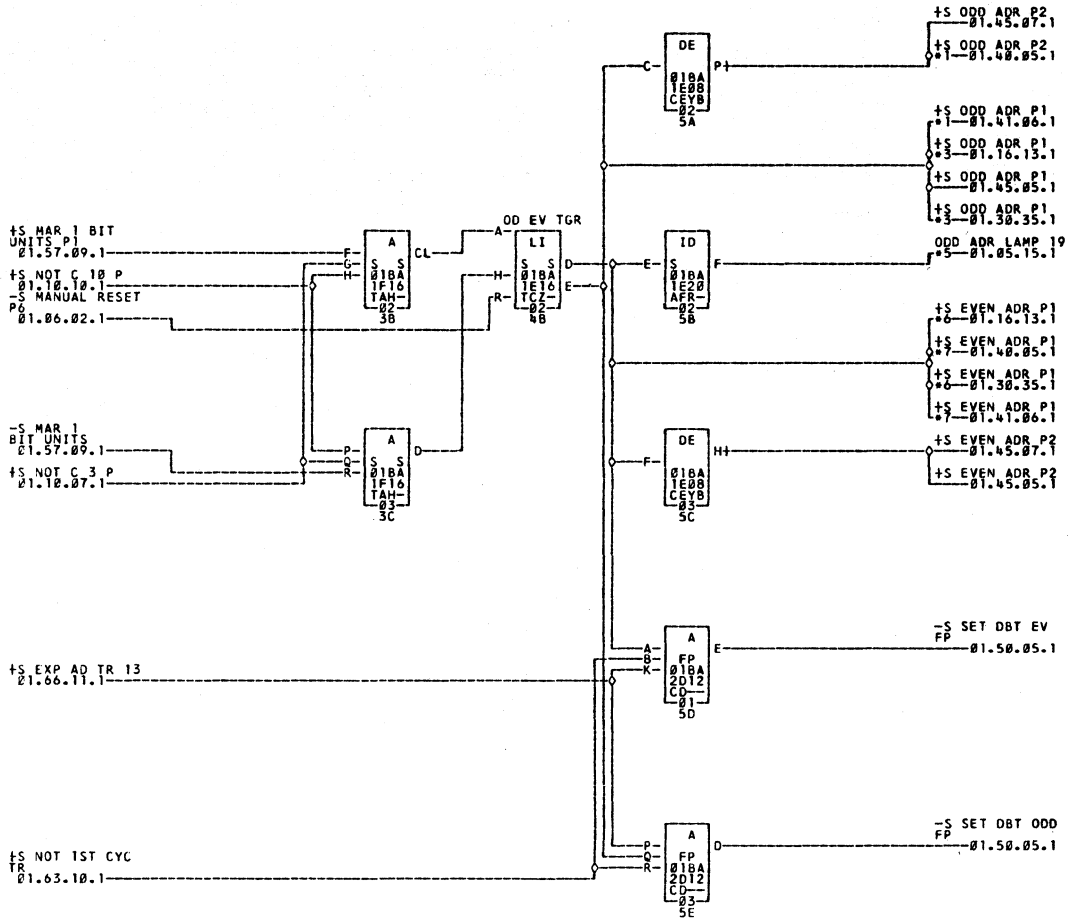 +S ODD ADR P2
01.45.07.1
+S ODD ADR P2
*1 01.40.05.1
+S ODD ADR P1
*1 01.41.06.1
+S ODD ADR P1
*3 01.16.13.1
+S ODD ADR P1
01.45.05.1
+S ODD ADR P1
*3 01.30.35.1
ODD ADR LAMP 19
*5 01.05.15.1
+S EVEN ADR P1
*6 01.16.13.1
+S EVEN ADR P1
*7 01.40.05.1
+S EVEN ADR P1
*6 01.30.35.1
+S EVEN ADR P1
*7 01.41.06.1
+S EVEN ADR P2
01.45.07.1
+S EVEN ADR P2
01.45.05.1
-S SET DBT EV
FP
01.50.05.1
-S SET DBT ODD
FP
01.50.05.1
+S MAR 1 BIT
UNITS P1
01.57.09.1
+S NOT C 10 P
01.10.10.1
-S MANUAL RESET
P6
01.06.02.1
-S MAR 1
BIT UNITS
01.57.09.1
+S NOT C 3 P
01.10.07.1
+S EXP AD TR 13
01.66.11.1
+S NOT 1ST CYC
TR
01.63.10.1
F
G
H
A
S S
01BA
1F16
TAH-
02
3B
CL
P
Q
R
A
S S
01BA
1F16
TAH-
03
3C
D
OD EV TGR
A
H
R
LI
S S
01BA
1E16
TCZ-
02
4B
D
E
C
DE
01BA
1E08
CEYB
02
5A
P+
E
ID
S
01BA
1E20
AFR-
02
5B
F
F
DE
01BA
1E08
CEYB
03
5C
H+
A
B
K
A
FP
01BA
2D12
CD--
01
5D
E
P
Q
R
A
FP
01BA
2D12
CD--
03
5E
D